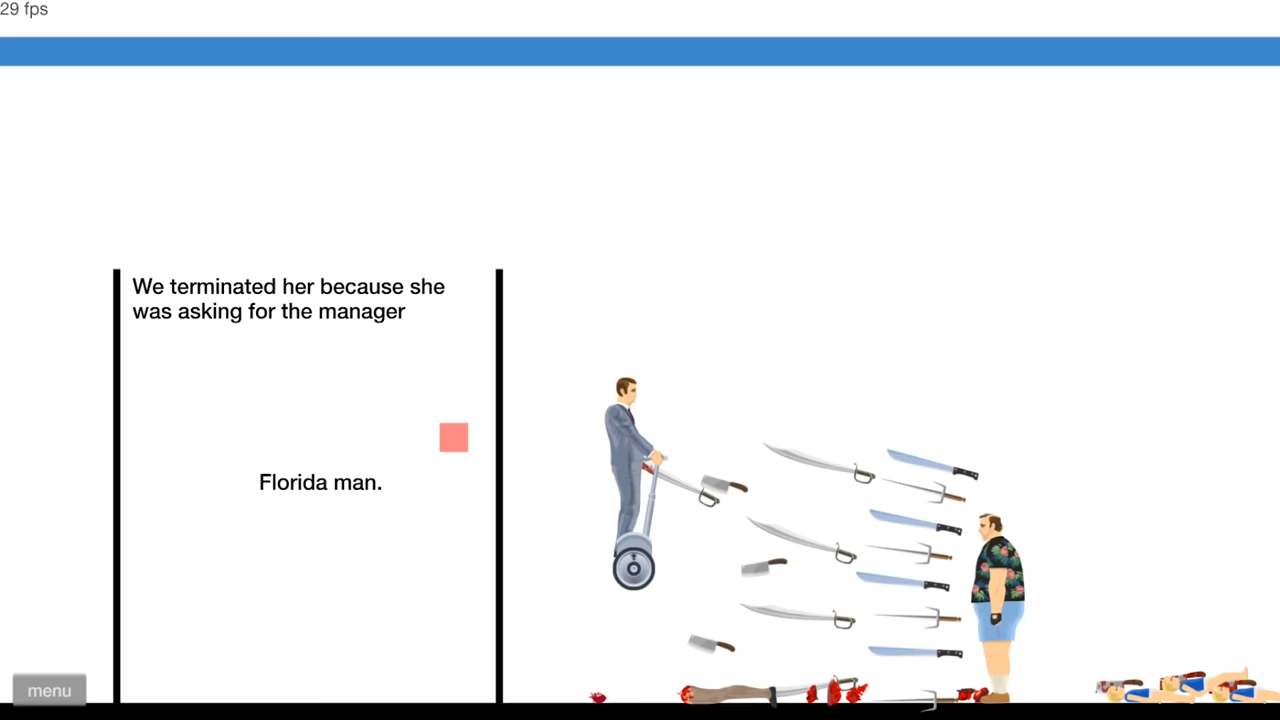 29 fps
We terminated her because she
was asking for the manager
Florida man.
menu